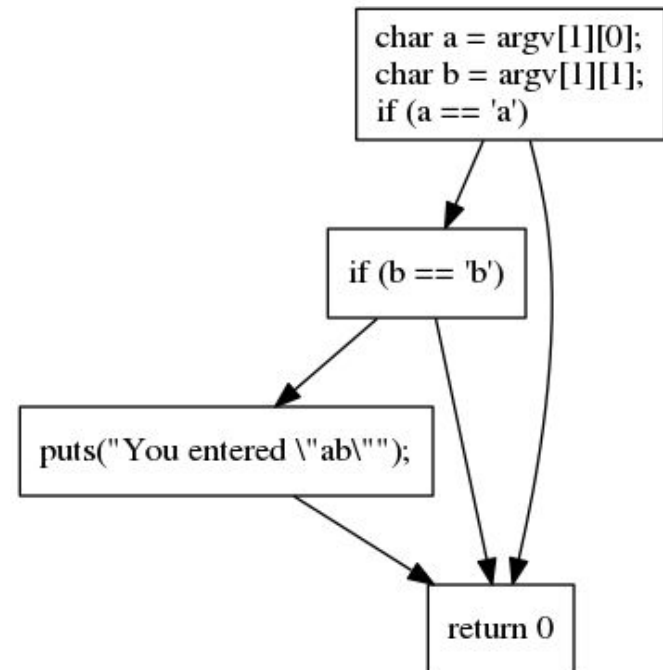 char a = argv[1][0];
char b = argv[1][1];
if (a == 'a')
if (b == 'b')
puts("You entered \"ab\"");
return 0